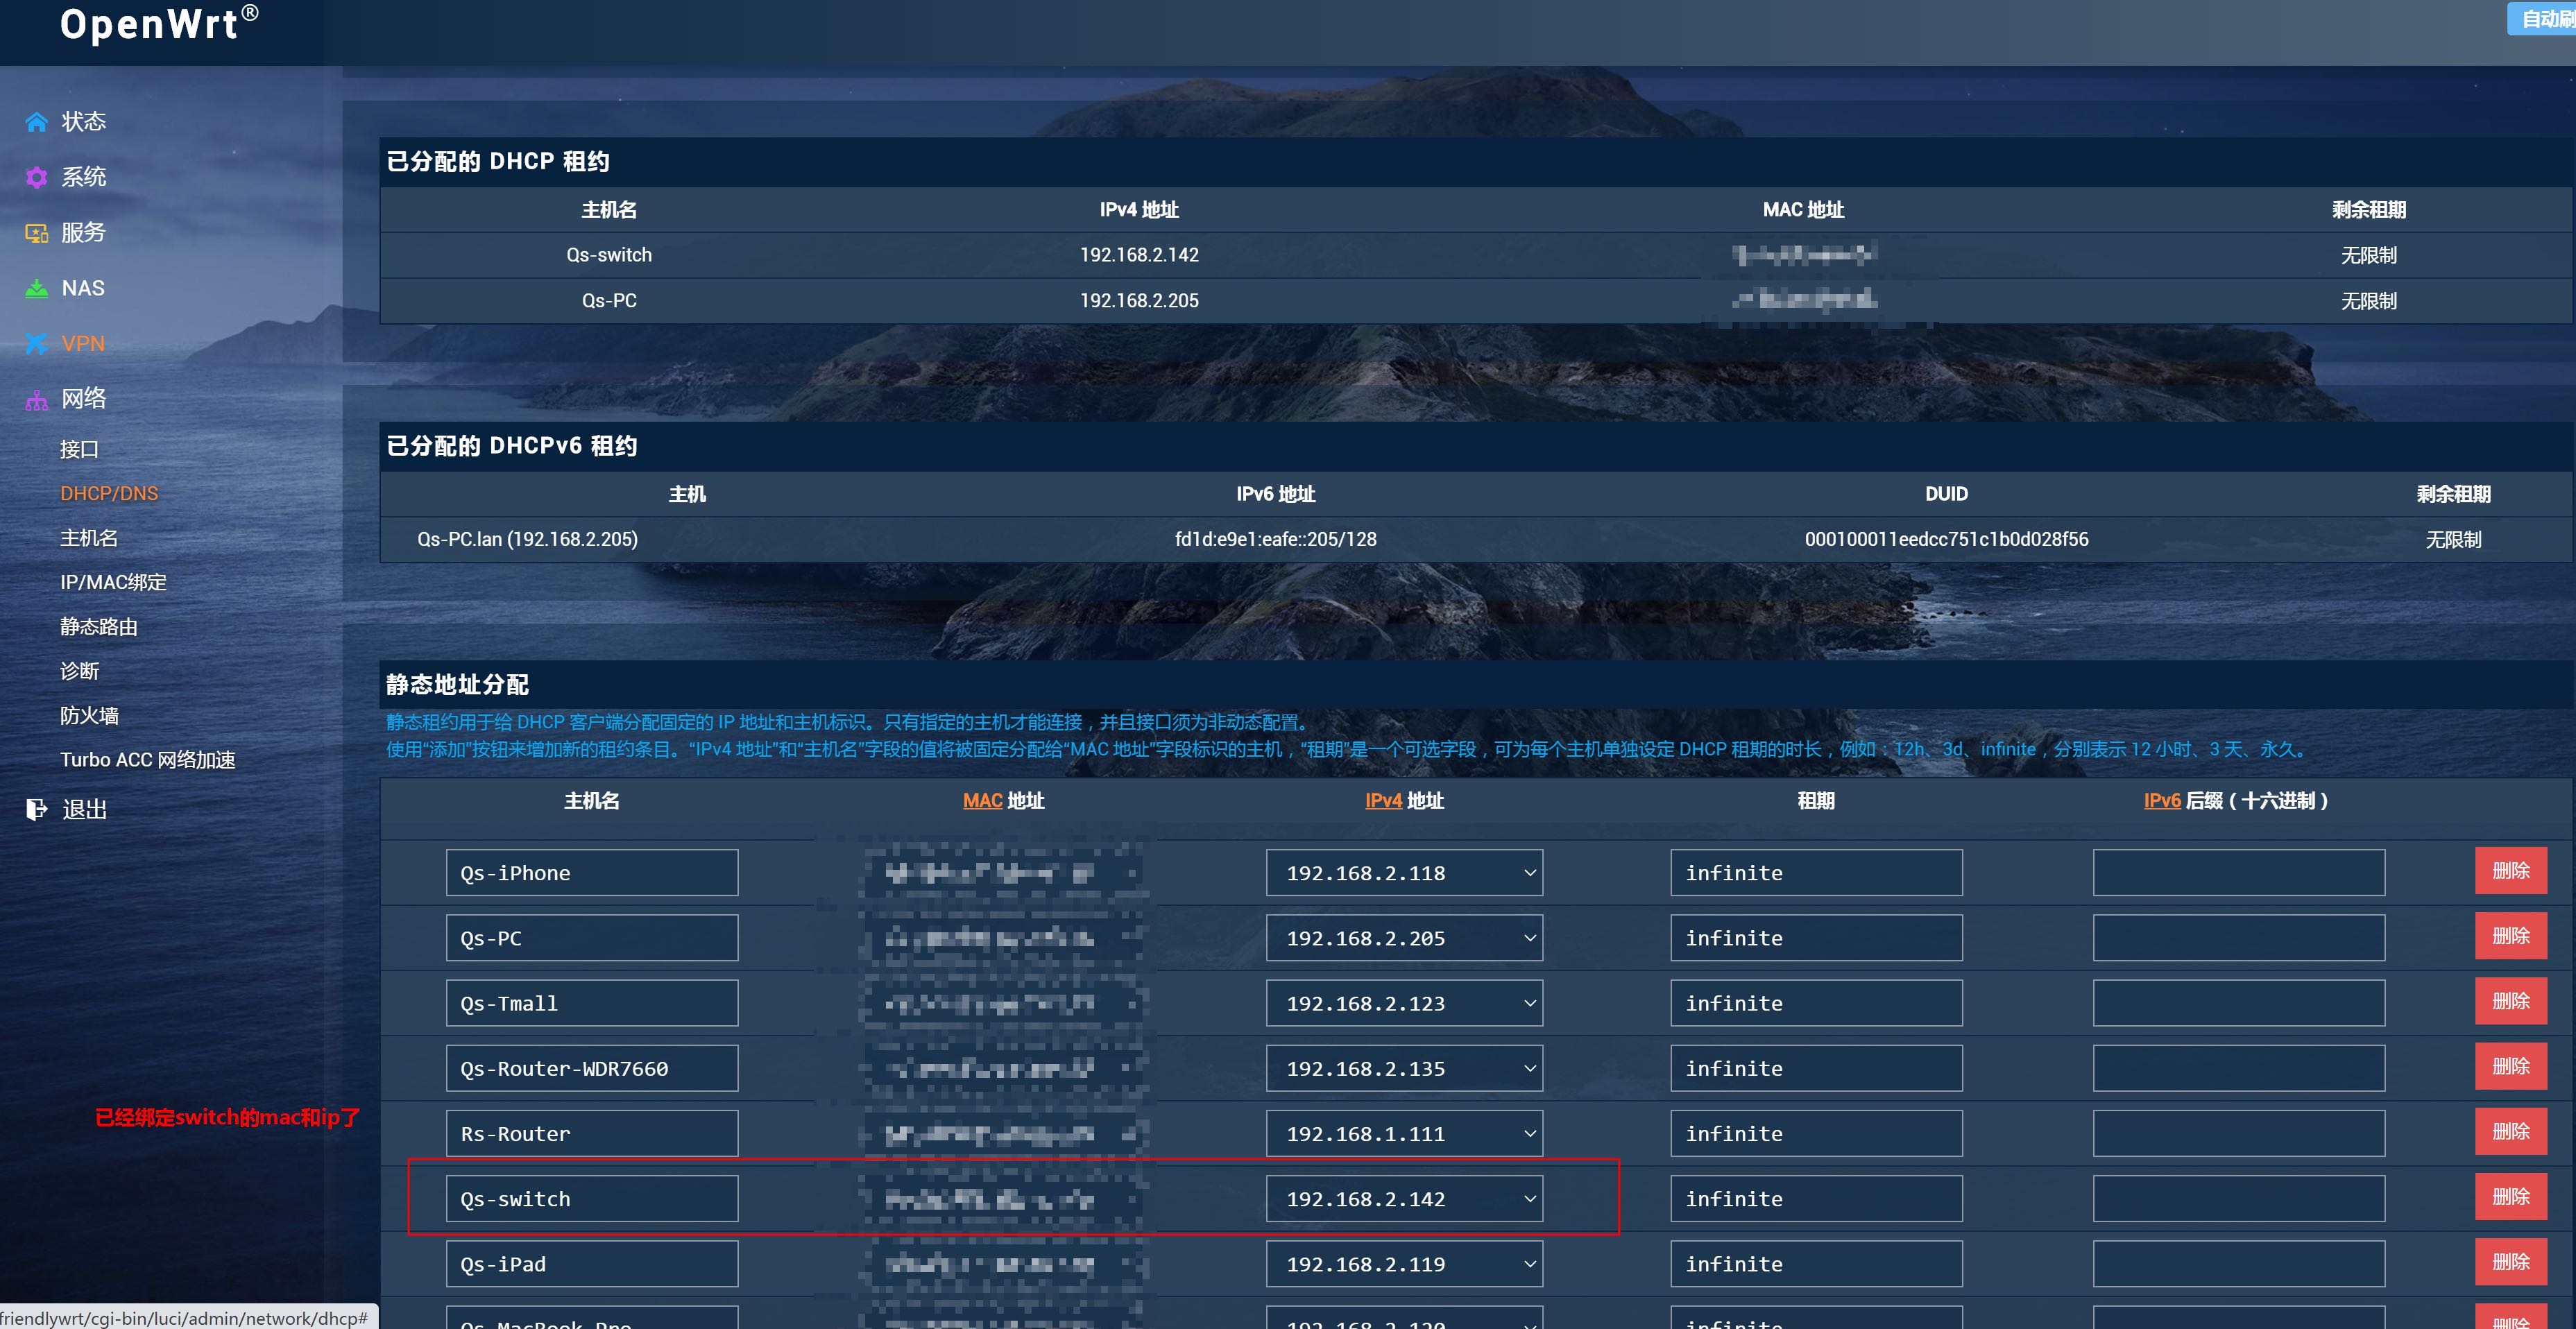 OpenWrt®
自动刷
状态
系统
服务
NAS
VPN
网络
接口
DHCP/DNS
主机名
IP/MAC绑定
静态路由
诊断
防火墙
Turbo ACC 网络加速
退出
已分配的 DHCP 租约
主机名 IPv4 地址 MAC 地址 剩余租期
Qs-switch 192.168.2.142 无限制
Qs-PC 192.168.2.205 无限制
已分配的 DHCPv6 租约
主机 IPv6 地址 DUID 剩余租期
Qs-PC.lan (192.168.2.205) fd1d:e9e1:eafe::205/128 000100011eedcc751c1b0d028f56 无限制
静态地址分配
静态租约用于给 DHCP 客户端分配固定的 IP 地址和主机标识。只有指定的主机才能连接，并且接口须为非动态配置。
使用“添加”按钮来增加新的租约条目。“IPv4 地址”和“主机名”字段的值将被固定分配给“MAC 地址”字段标识的主机，“租期”是一个可选字段，可为每个主机单独设定 DHCP 租期的时长，例如：12h、3d、infinite，分别表示 12 小时、3 天、永久。
主机名 MAC 地址 IPv4 地址 租期 IPv6 后缀（十六进制）
Qs-iPhone 192.168.2.118 infinite 删除
Qs-PC 192.168.2.205 infinite 删除
Qs-Tmall 192.168.2.123 infinite 删除
Qs-Router-WDR7660 192.168.2.135 infinite 删除
Rs-Router 192.168.1.111 infinite 删除
已经绑定switch的mac和ip了
Qs-switch 192.168.2.142 infinite 删除
Qs-iPad 192.168.2.119 infinite 删除
Qs-MacBook-Pro 192.168.2.120 infinite 删除
friendlywrt/cgi-bin/luci/admin/network/dhcp#